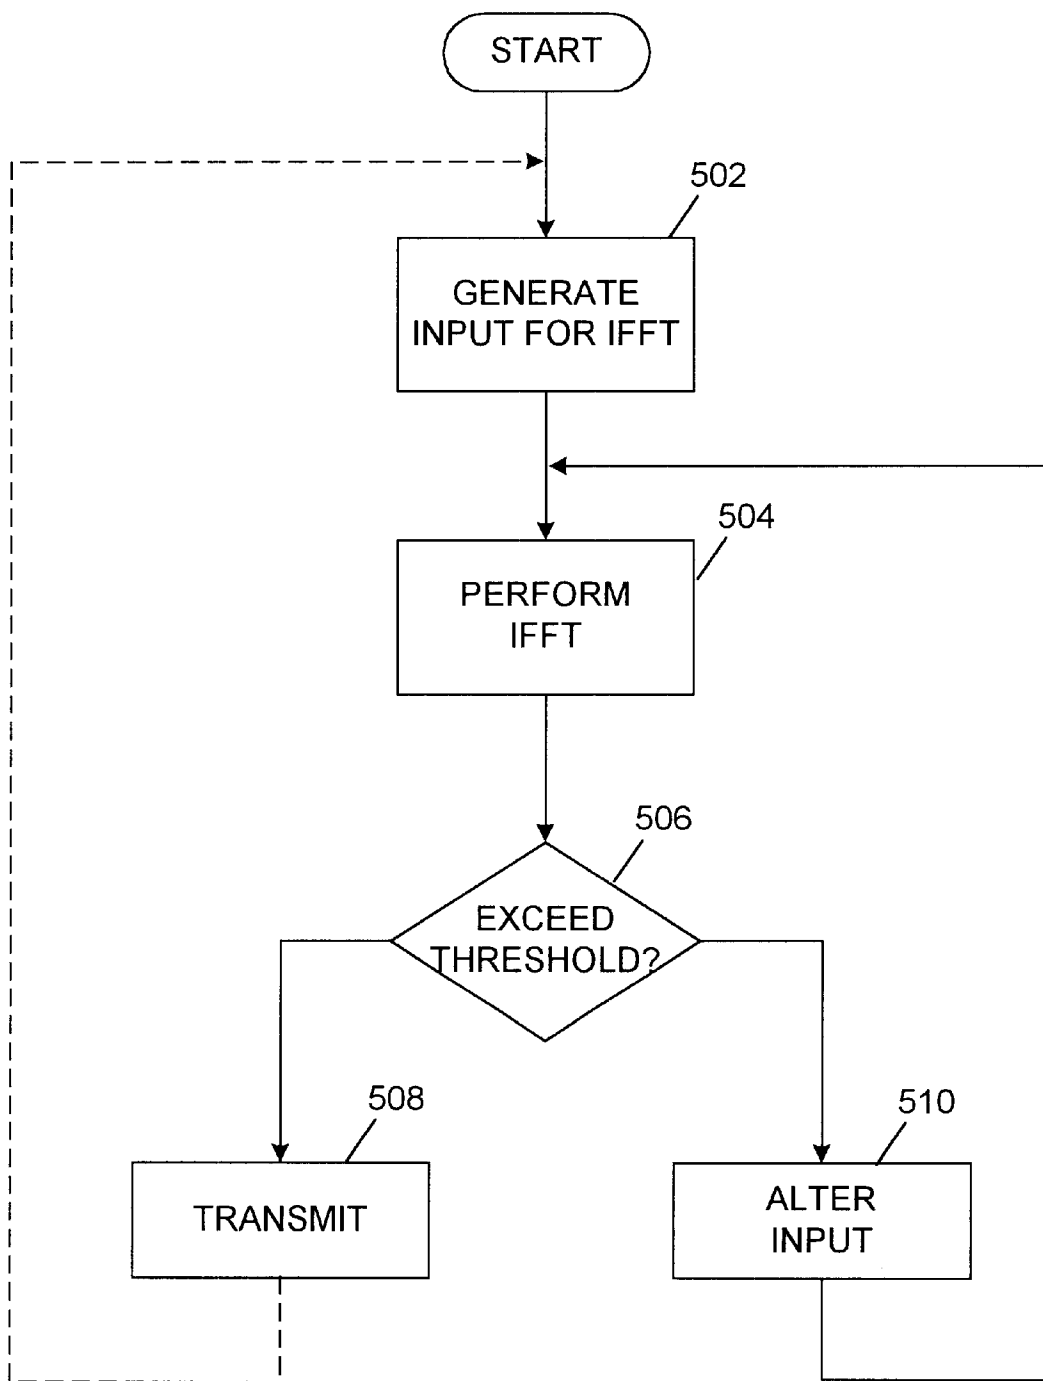 START
502
GENERATE
INPUT FOR IFFT
504
PERFORM
IFFT
506
EXCEED
THRESHOLD?
508
TRANSMIT
510
ALTER
INPUT